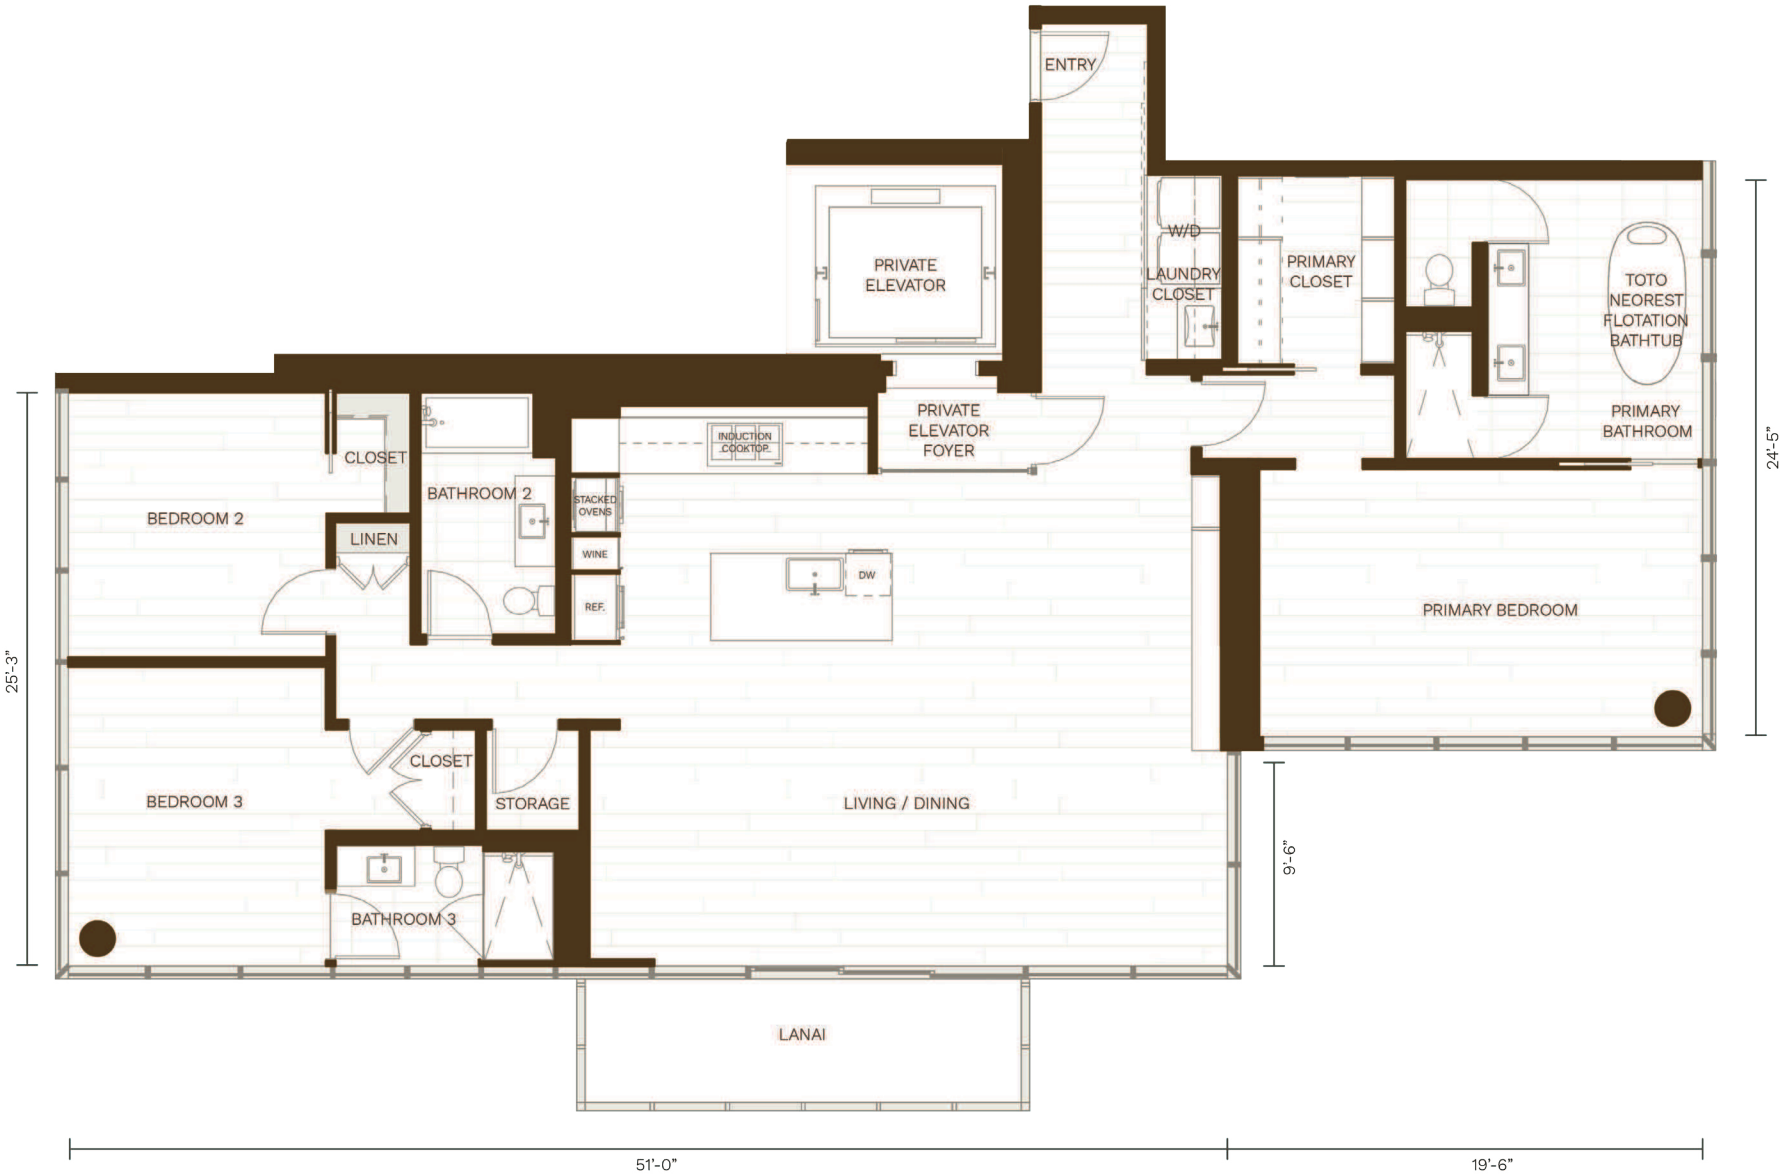 ENTRY
PRIVATE
ELEVATOR
W/D
LAUNDRY
CLOSET
PRIMARY
CLOSET
TOTO
NEOREST
FLOTATION
BATHTUB
PRIMARY
BATHROOM
24'-5"
PRIVATE
ELEVATOR
FOYER
INDUCTION
COOKTOP
CLOSET
BATHROOM 2
BEDROOM 2
LINEN
STACKED
OVENS
WINE
REF.
DW
PRIMARY BEDROOM
25'-3"
CLOSET
BEDROOM 3
STORAGE
LIVING / DINING
9'-6"
BATHROOM 3
LANAI
51'-0"
19'-6"